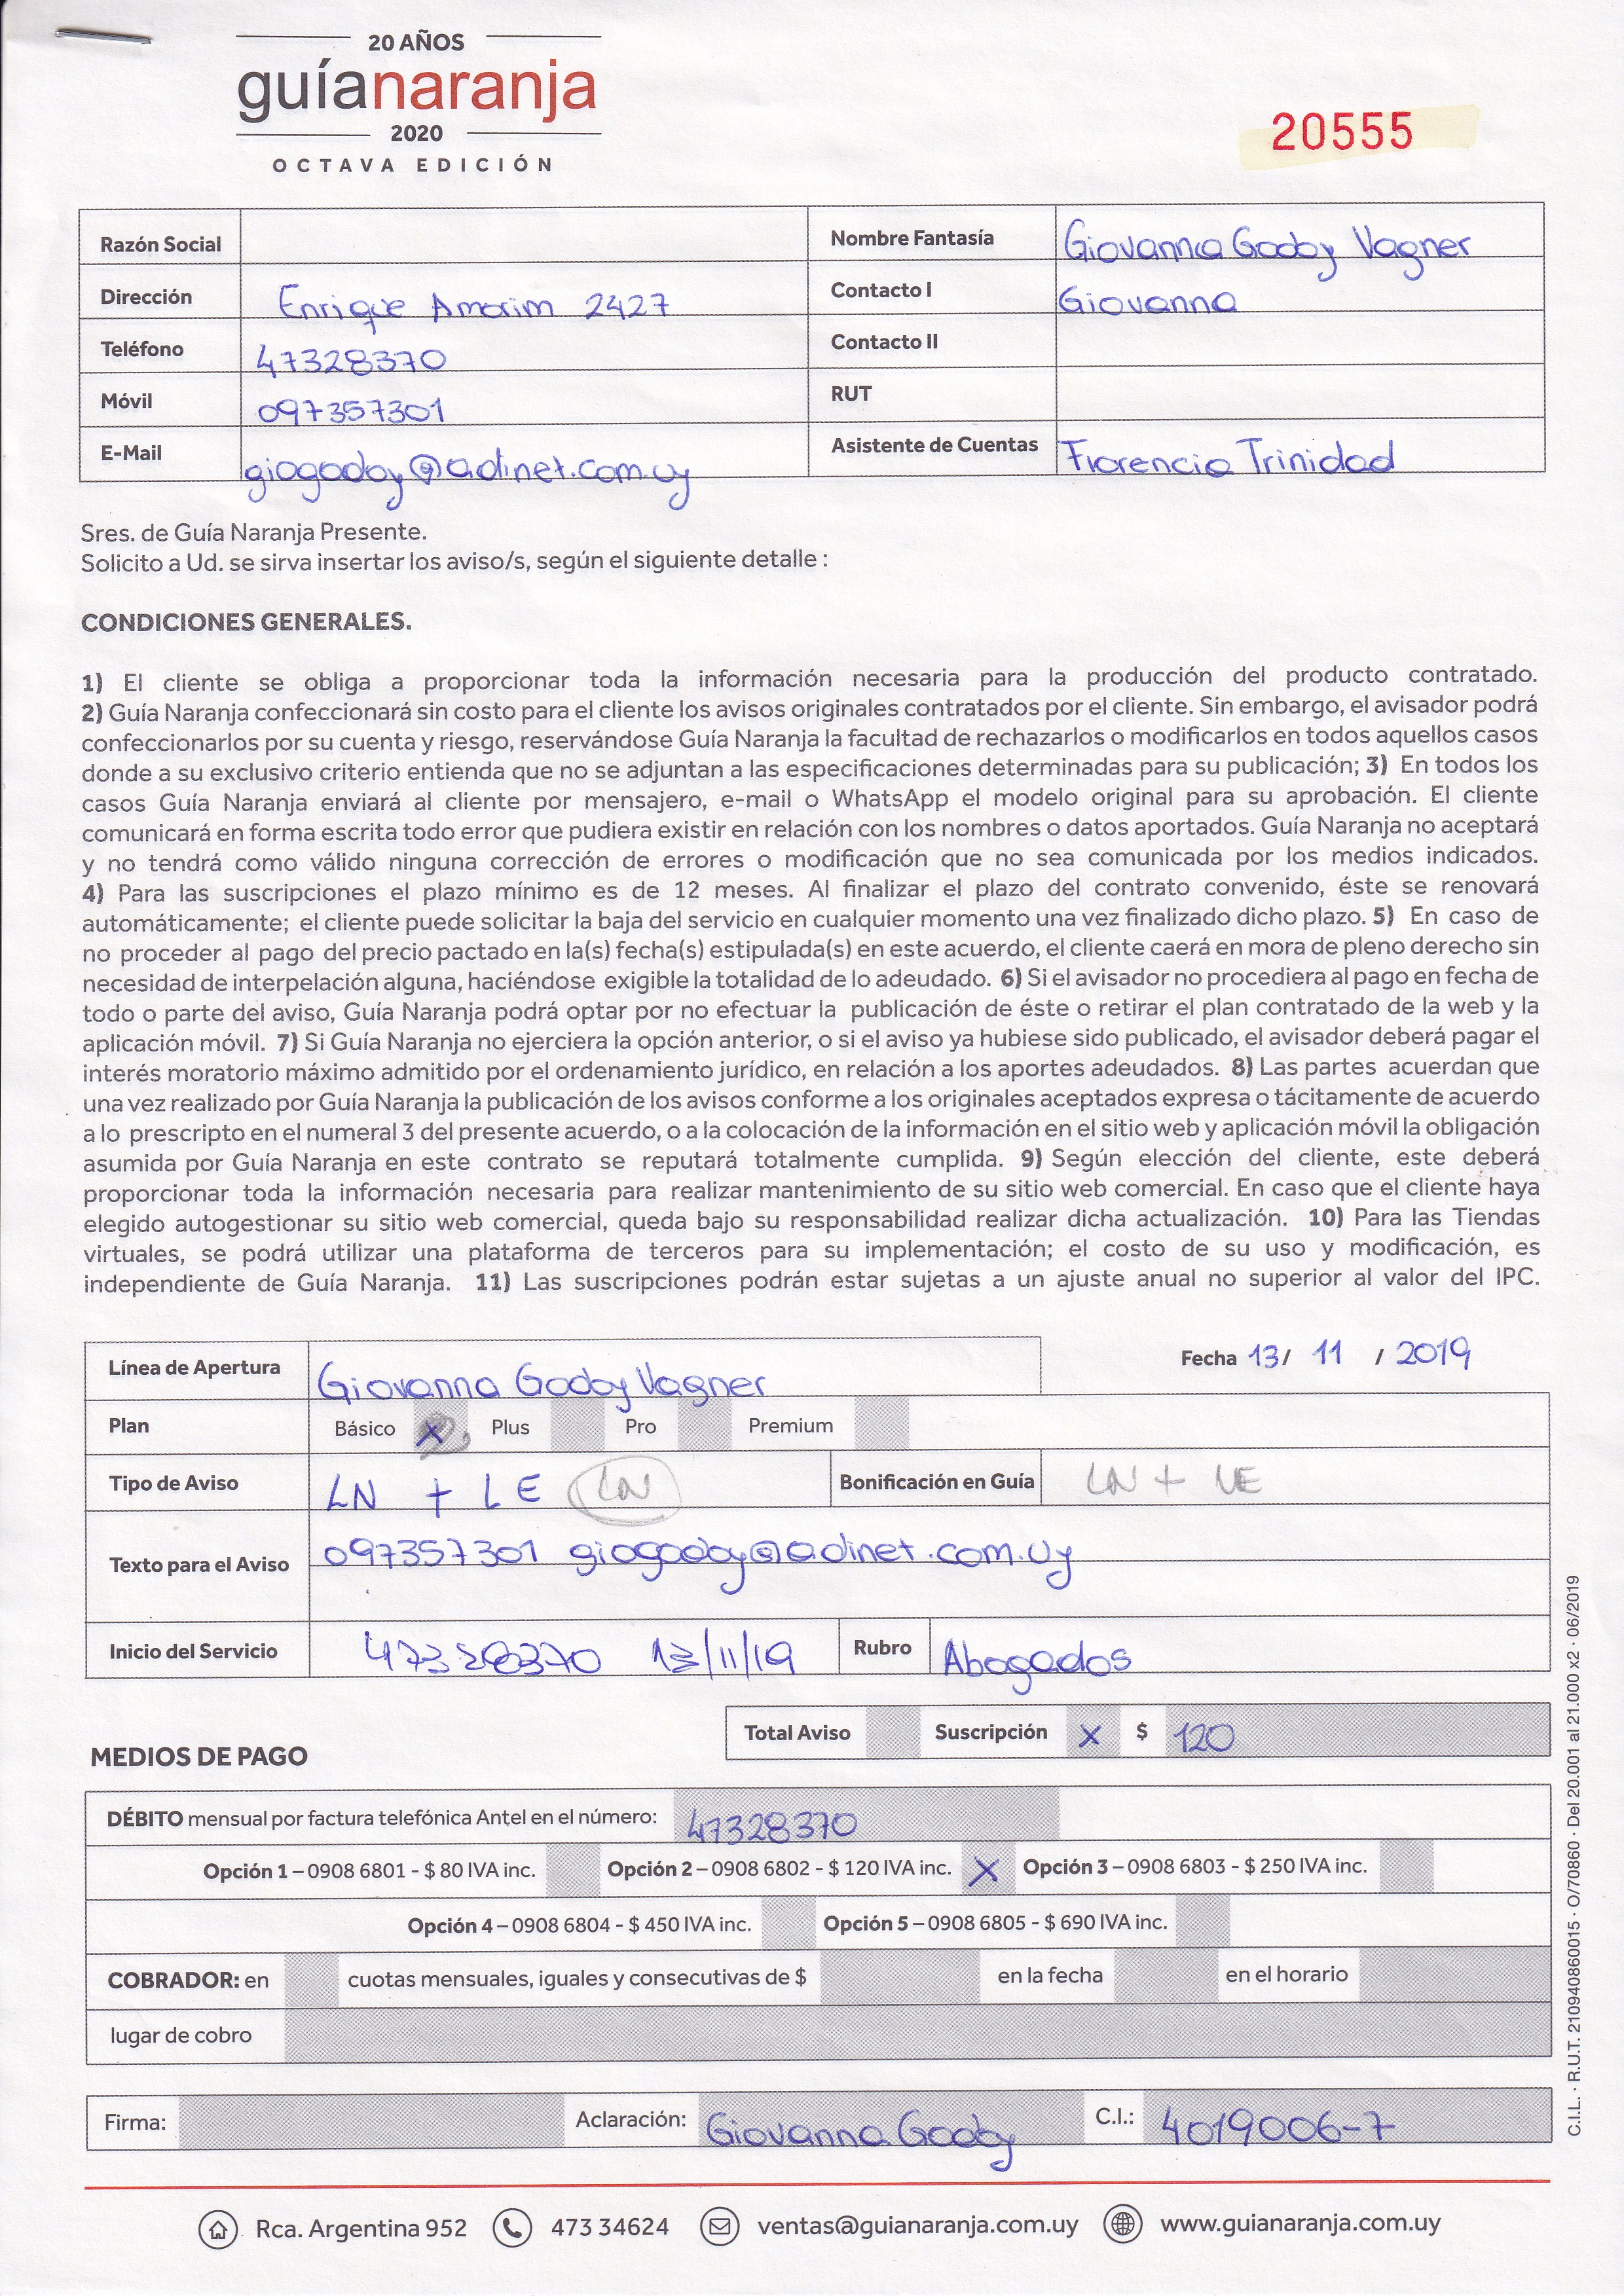 20 AÑOS
guíanaranja
2020
OCTAVA EDICIÓN
20555
Razón Social
Nombre Fantasía Giovanna Godoy Vagner
Dirección Enrique Amorim 2427
Contacto I Giovanna
Teléfono 47328370
Contacto II
Móvil 097357301
RUT
E-Mail giogodoy@adinet.com.uy
Asistente de Cuentas Florencia Trinidad
Sres. de Guía Naranja Presente.
Solicito a Ud. se sirva insertar los aviso/s, según el siguiente detalle :
CONDICIONES GENERALES.
1) El cliente se obliga a proporcionar toda la información necesaria para la producción del producto contratado.
2) Guía Naranja confeccionará sin costo para el cliente los avisos originales contratados por el cliente. Sin embargo, el avisador podrá
confeccionarlos por su cuenta y riesgo, reservándose Guía Naranja la facultad de rechazarlos o modificarlos en todos aquellos casos
donde a su exclusivo criterio entienda que no se adjuntan a las especificaciones determinadas para su publicación; 3) En todos los
casos Guía Naranja enviará al cliente por mensajero, e-mail o WhatsApp el modelo original para su aprobación. El cliente
comunicará en forma escrita todo error que pudiera existir en relación con los nombres o datos aportados. Guía Naranja no aceptará
y no tendrá como válido ninguna corrección de errores o modificación que no sea comunicada por los medios indicados.
4) Para las suscripciones el plazo mínimo es de 12 meses. Al finalizar el plazo del contrato convenido, éste se renovará
automáticamente; el cliente puede solicitar la baja del servicio en cualquier momento una vez finalizado dicho plazo. 5) En caso de
no proceder al pago del precio pactado en la(s) fecha(s) estipulada(s) en este acuerdo, el cliente caerá en mora de pleno derecho sin
necesidad de interpelación alguna, haciéndose exigible la totalidad de lo adeudado. 6) Si el avisador no procediera al pago en fecha de
todo o parte del aviso, Guía Naranja podrá optar por no efectuar la publicación de éste o retirar el plan contratado de la web y la
aplicación móvil. 7) Si Guía Naranja no ejerciera la opción anterior, o si el aviso ya hubiese sido publicado, el avisador deberá pagar el
interés moratorio máximo admitido por el ordenamiento jurídico, en relación a los aportes adeudados. 8) Las partes acuerdan que
una vez realizado por Guía Naranja la publicación de los avisos conforme a los originales aceptados expresa o tácitamente de acuerdo
a lo prescripto en el numeral 3 del presente acuerdo, o a la colocación de la información en el sitio web y aplicación móvil la obligación
asumida por Guía Naranja en este contrato se reputará totalmente cumplida. 9) Según elección del cliente, este deberá
proporcionar toda la información necesaria para realizar mantenimiento de su sitio web comercial. En caso que el cliente haya
elegido autogestionar su sitio web comercial, queda bajo su responsabilidad realizar dicha actualización. 10) Para las Tiendas
virtuales, se podrá utilizar una plataforma de terceros para su implementación; el costo de su uso y modificación, es
independiente de Guía Naranja. 11) Las suscripciones podrán estar sujetas a un ajuste anual no superior al valor del IPC.
Línea de Apertura Giovanna Godoy Vagner
Fecha 13/ 11 / 2019
Plan Básico X Plus Pro Premium
Tipo de Aviso LN + LE LN
Bonificación en Guía LN +
Texto para el Aviso 097357301 giogodoy@adinet.com.uy
Inicio del Servicio 47328370 13/11/19 Rubro Abogados
Total Aviso Suscripción X $ 120
MEDIOS DE PAGO
DÉBITO mensual por factura telefónica Antel en el número: 47328370
Opción 1 – 0908 6801 - $ 80 IVA inc. Opción 2 – 0908 6802 - $ 120 IVA inc. X Opción 3 – 0908 6803 - $ 250 IVA inc.
Opción 4 – 0908 6804 - $ 450 IVA inc. Opción 5 – 0908 6805 - $ 690 IVA inc.
COBRADOR: en cuotas mensuales, iguales y consecutivas de $ en la fecha en el horario
lugar de cobro
Firma: Aclaración: Giovanna Godoy C.I.: 4019006-7
Rca. Argentina 952 473 34624 ventas@guianaranja.com.uy www.guianaranja.com.uy
C.I.L. · R.U.T. 210940860015 · O/70860 · Del 20.001 al 21.000 x2 · 06/2019